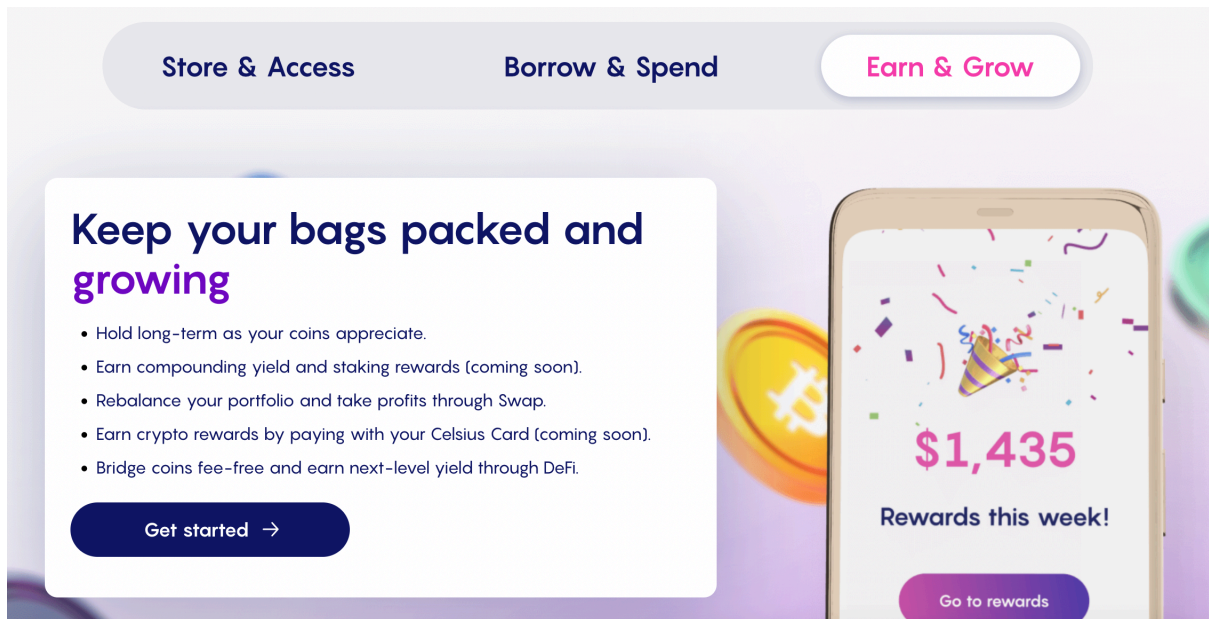 Store & Access
Borrow & Spend
Earn & Grow
Keep your bags packed and
growing
• Hold long-term as your coins appreciate.
• Earn compounding yield and staking rewards (coming soon).
• Rebalance your portfolio and take profits through Swap.
• Earn crypto rewards by paying with your Celsius Card (coming soon).
• Bridge coins fee-free and earn next-level yield through DeFi.
Get started →
$1,435
Rewards this week!
Go to rewards